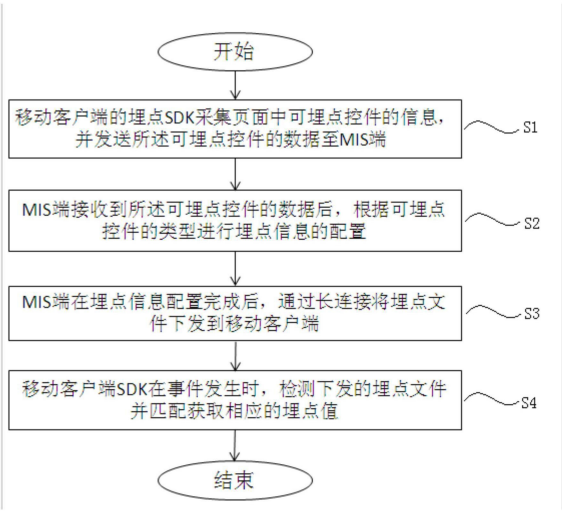 开始
移动客户端的埋点SDK采集页面中可埋点控件的信息，
并发送所述可埋点控件的数据至MIS端
S1
MIS端接收到所述可埋点控件的数据后，根据可埋点
控件的类型进行埋点信息的配置
S2
MIS端在埋点信息配置完成后，通过长连接将埋点文
件下发到移动客户端
S3
移动客户端SDK在事件发生时，检测下发的埋点文件
并匹配获取相应的埋点值
S4
结束